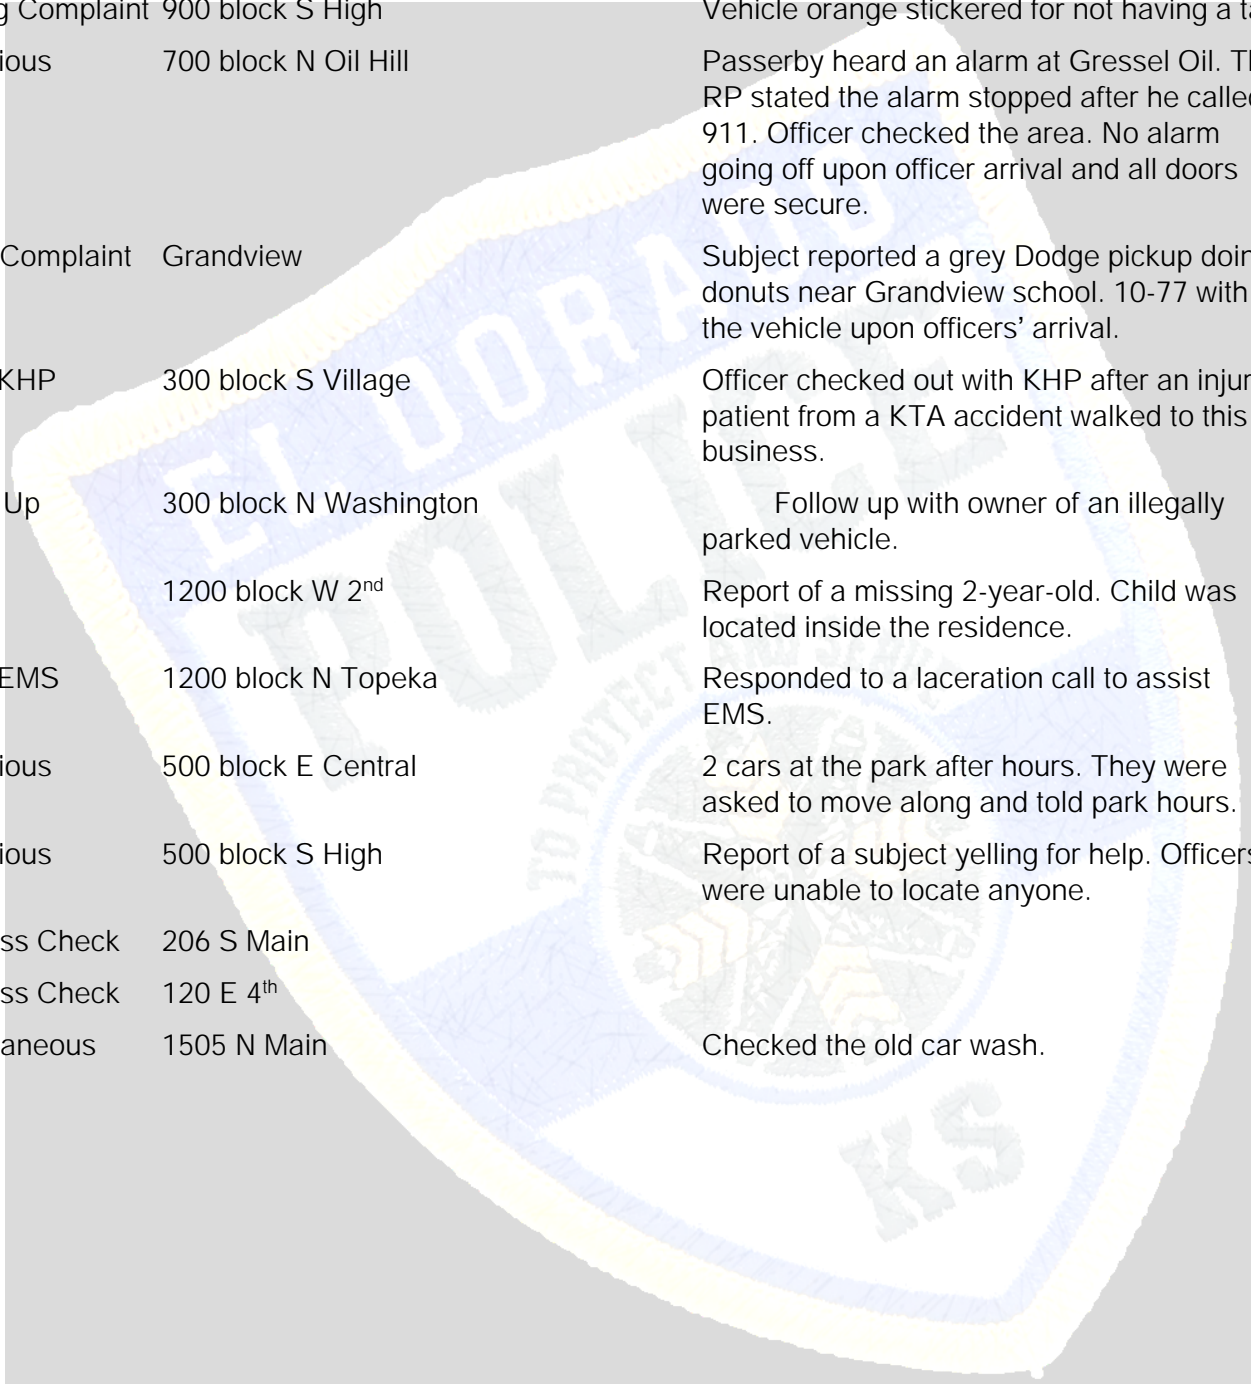 g Complaint 900 block S High Vehicle orange stickered for not having a ta
ious 700 block N Oil Hill Passerby heard an alarm at Gressel Oil. Th
RP stated the alarm stopped after he called
911. Officer checked the area. No alarm
going off upon officer arrival and all doors
were secure.
Complaint Grandview Subject reported a grey Dodge pickup doin
donuts near Grandview school. 10-77 with
the vehicle upon officers’ arrival.
KHP 300 block S Village Officer checked out with KHP after an injur
patient from a KTA accident walked to this
business.
Up 300 block N Washington Follow up with owner of an illegally
parked vehicle.
1200 block W 2nd Report of a missing 2-year-old. Child was
located inside the residence.
EMS 1200 block N Topeka Responded to a laceration call to assist
EMS.
ious 500 block E Central 2 cars at the park after hours. They were
asked to move along and told park hours.
ious 500 block S High Report of a subject yelling for help. Officers
were unable to locate anyone.
ss Check 206 S Main
ss Check 120 E 4th
aneous 1505 N Main Checked the old car wash.
EL DORADO
POLICE
TO PROTECT AND SERVE
KS